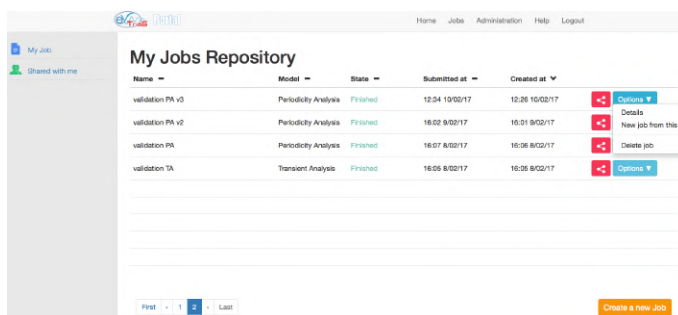 Portal
Home Jobs Administration Help Logout
My Job
Shared with me
My Jobs Repository
Name Model State Submitted at Created at
validation PA v3 Periodicity Analysis Finished 12:34 10/02/17 12:26 10/02/17 Options ▼
Details
validation PA v2 Periodicity Analysis Finished 16:02 9/02/17 16:01 9/02/17 New job from this
validation PA Periodicity Analysis Finished 16:07 8/02/17 16:06 8/02/17 Delete job
validation TA Transient Analysis Finished 16:05 8/02/17 16:05 8/02/17 Options ▼
First 1 2 Last
Create a new Job